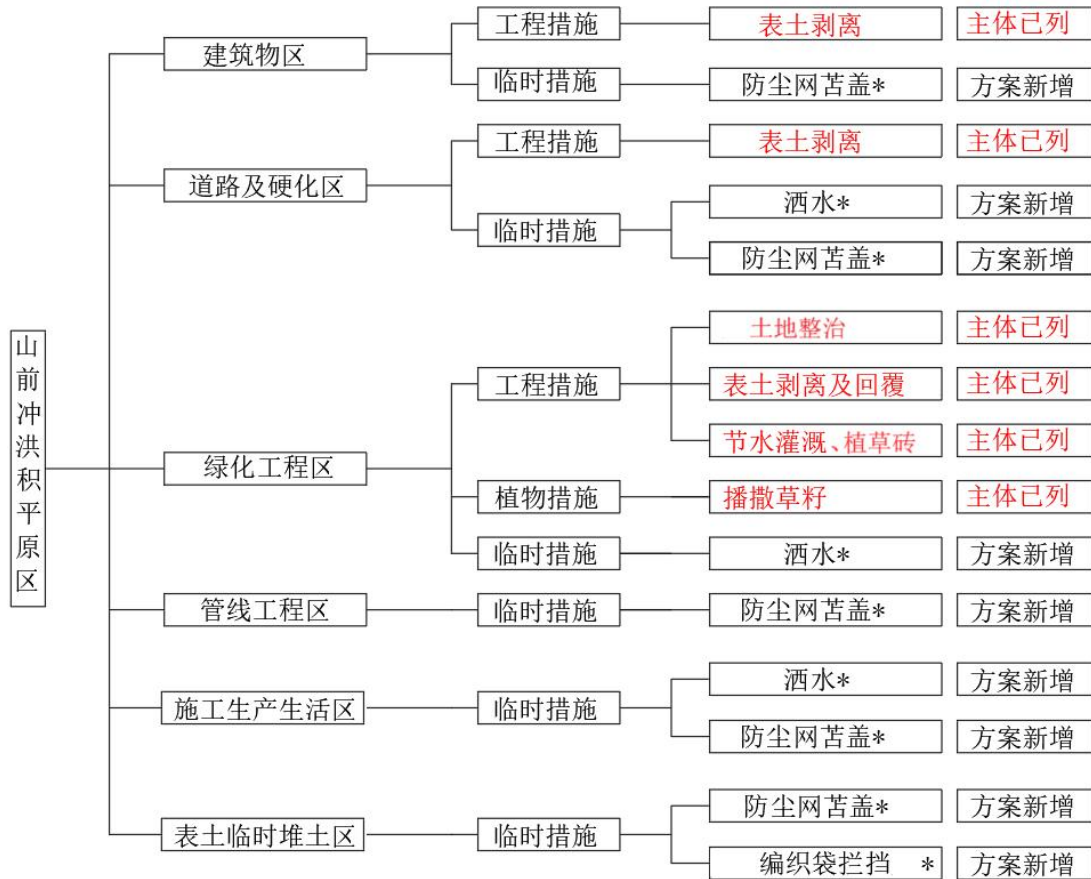 山前冲洪积平原区
建筑物区
工程措施
表土剥离
主体已列
临时措施
防尘网苫盖*
方案新增
道路及硬化区
工程措施
表土剥离
主体已列
临时措施
洒水*
方案新增
防尘网苫盖*
方案新增
绿化工程区
工程措施
土地整治
主体已列
表土剥离及回覆
主体已列
节水灌溉、植草砖
主体已列
植物措施
播撒草籽
主体已列
临时措施
洒水*
方案新增
管线工程区
临时措施
防尘网苫盖*
方案新增
施工生产生活区
临时措施
洒水*
方案新增
防尘网苫盖*
方案新增
表土临时堆土区
临时措施
防尘网苫盖*
方案新增
编织袋拦挡 *
方案新增